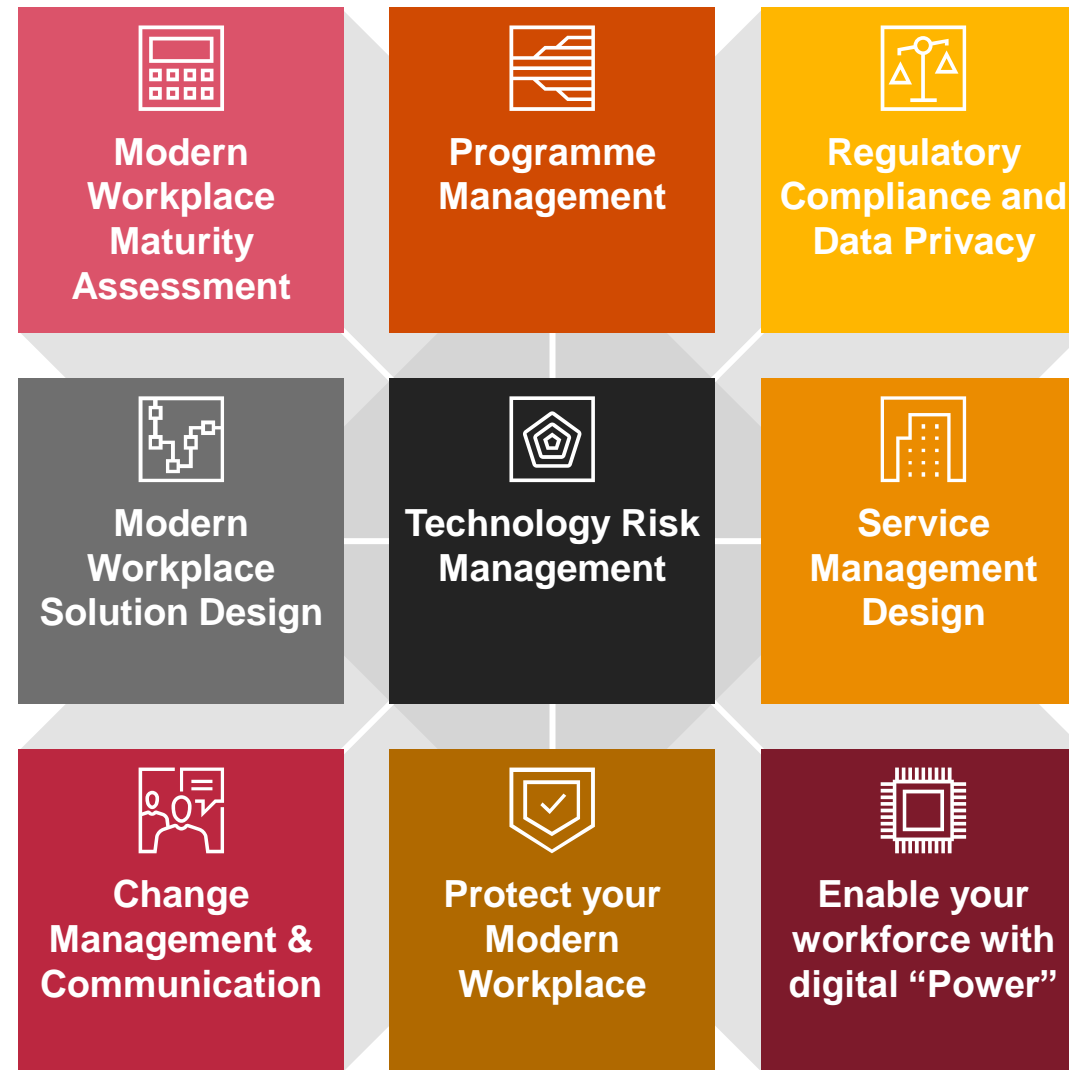 Modern
Workplace
Maturity
Assessment
Programme
Management
Regulatory
Compliance and
Data Privacy
Modern
Workplace
Solution Design
Technology Risk
Management
Service
Management
Design
Change
Management &
Communication
Protect your
Modern
Workplace
Enable your
workforce with
digital “Power”